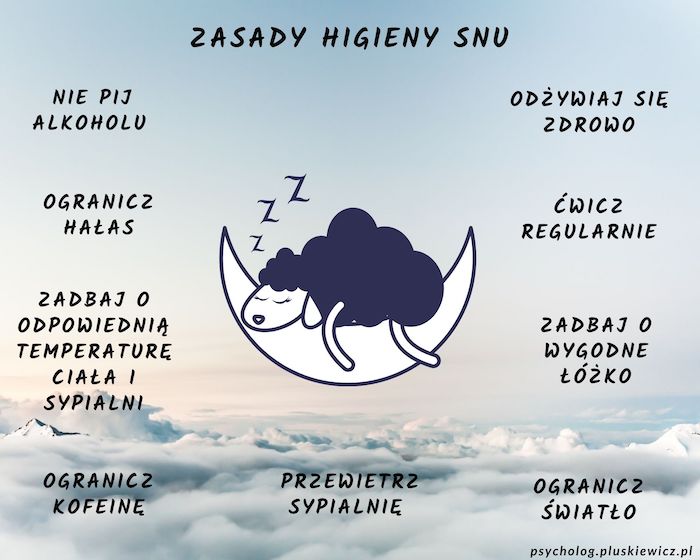 ZASADY HIGIENY SNU
NIE PIJ
ALKOHOLU
ODŻYWIAJ SIĘ
ZDROWO
OGRANICZ
HAŁAS
Z
Z
Z
ĆWICZ
REGULARNIE
ZADBAJ O
ODPOWIEDNIĄ
TEMPERATURĘ
CIAŁA I
SYPIALNI
ZADBAJ O
WYGODNE
ŁÓŻKO
OGRANICZ
KOFEINĘ
PRZEWIETRZ
SYPIALNIĘ
OGRANICZ
ŚWIATŁO
psycholog.pluskiewicz.pl